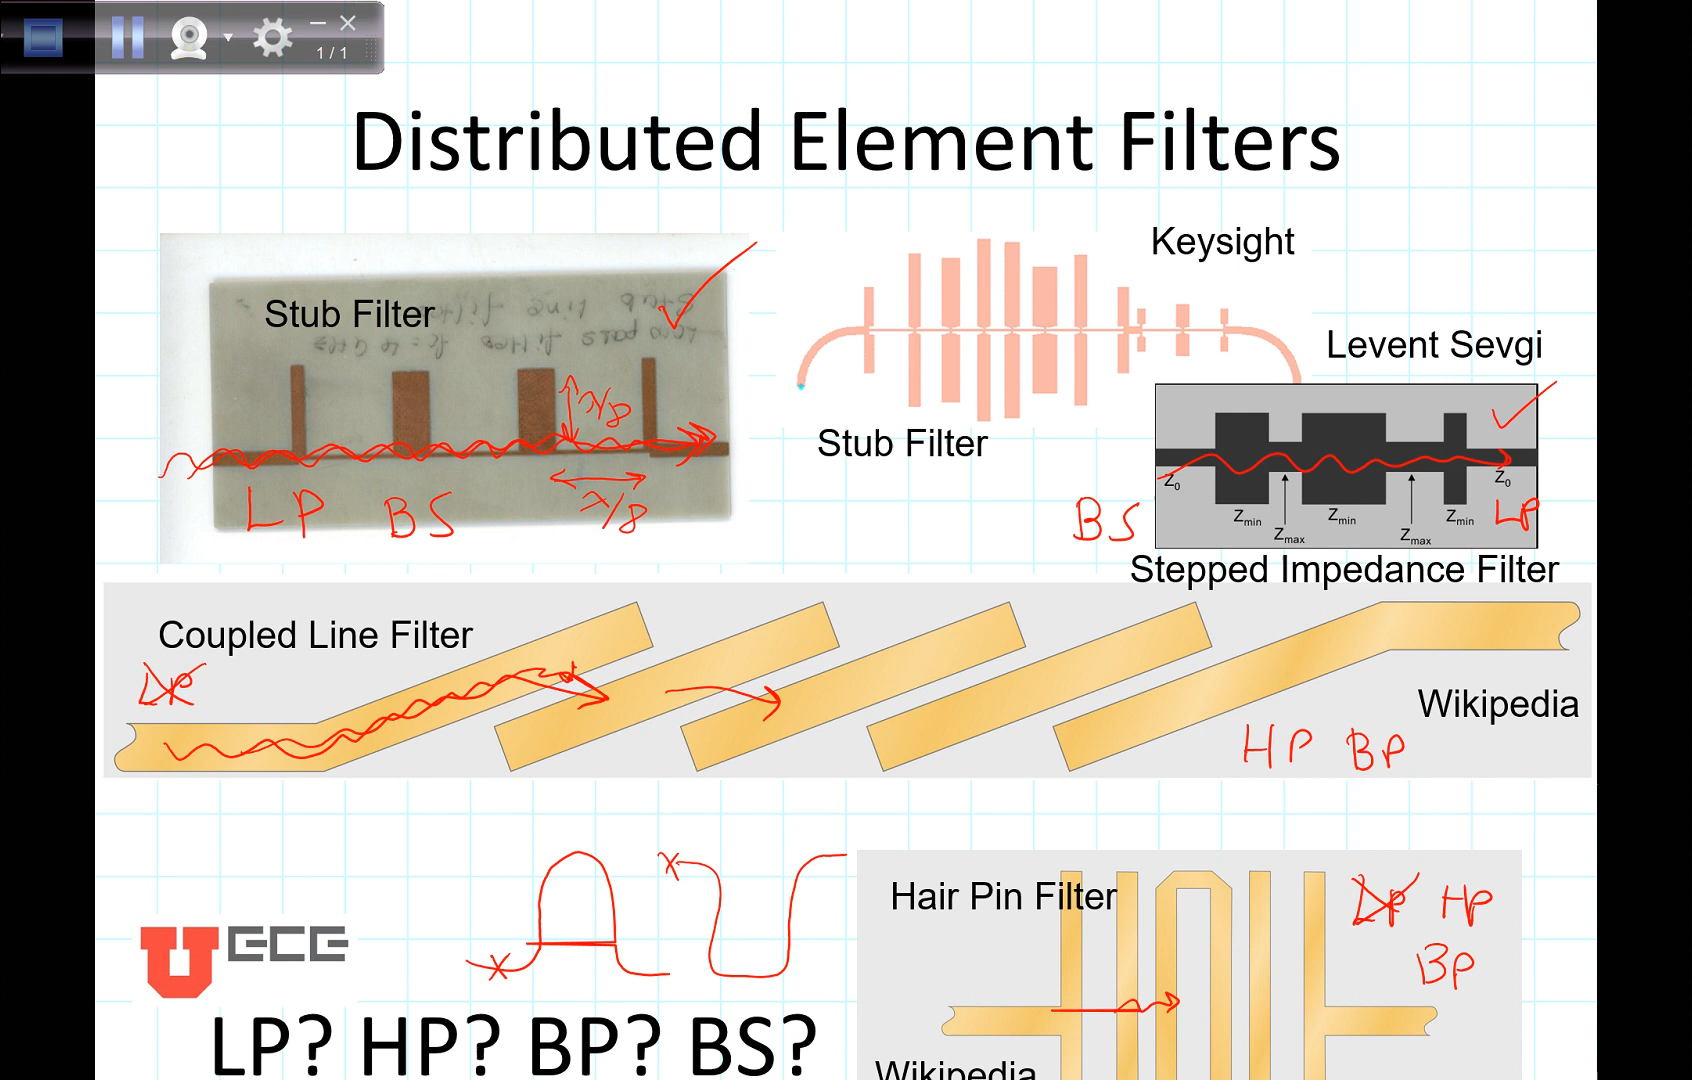 1 / 1
Distributed Element Filters
Keysight
Stub Filter
Levent Sevgi
λ/8
Stub Filter
Z0
Z0
LP BS
λ/8
BS
Zmin
Zmax
Zmin
Zmax
Zmin
LP
Stepped Impedance Filter
Coupled Line Filter
LP
Wikipedia
HP BP
Hair Pin Filter
LP HP
BP
U ECE
LP? HP? BP? BS?
Wikipedia